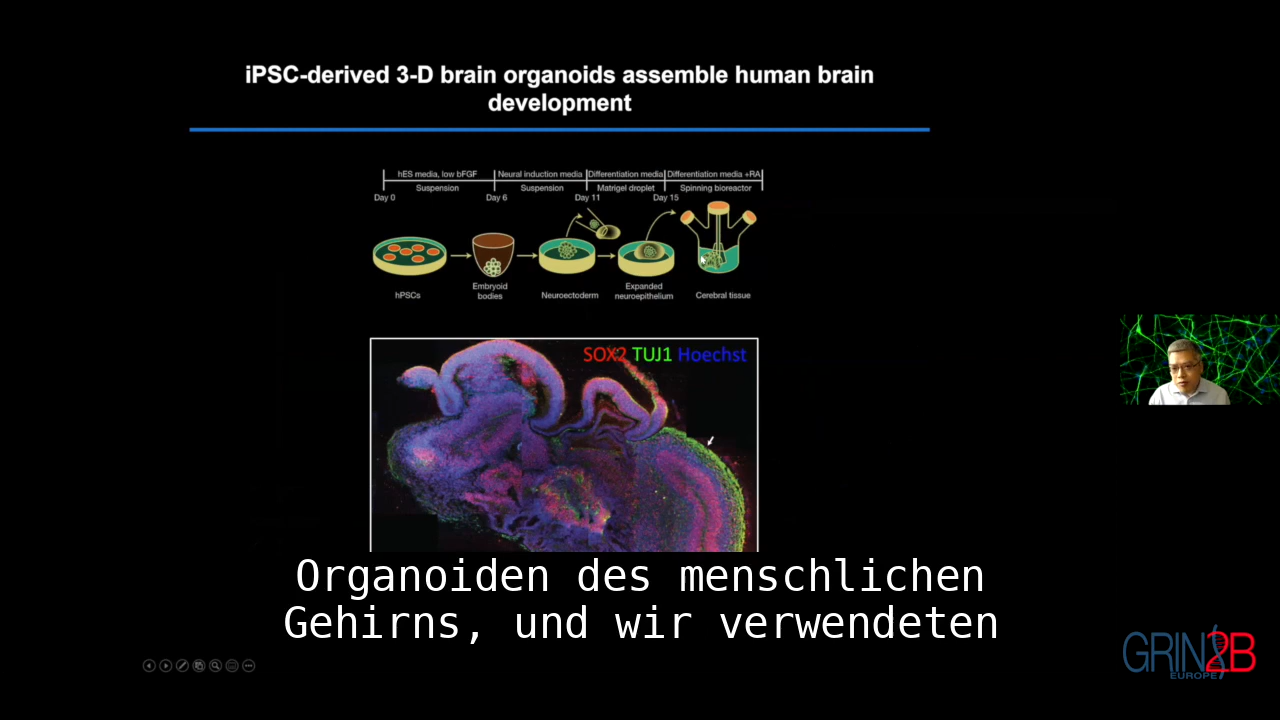 iPSC-derived 3-D brain organoids assemble human brain
development
hES media, low bFGF
Neural induction media
Differentiation media
Differentiation media +RA
Suspension
Suspension
Matrigel droplet
Spinning bioreactor
Day 0
Day 6
Day 11
Day 15
hPSCs
Embryoid
bodies
Neuroectoderm
Expanded
neuroepithelium
Cerebral tissue
SOX2 TUJ1 Hoechst
Organoiden des menschlichen
Gehirns, und wir verwendeten
GRIN2B
EUROPE